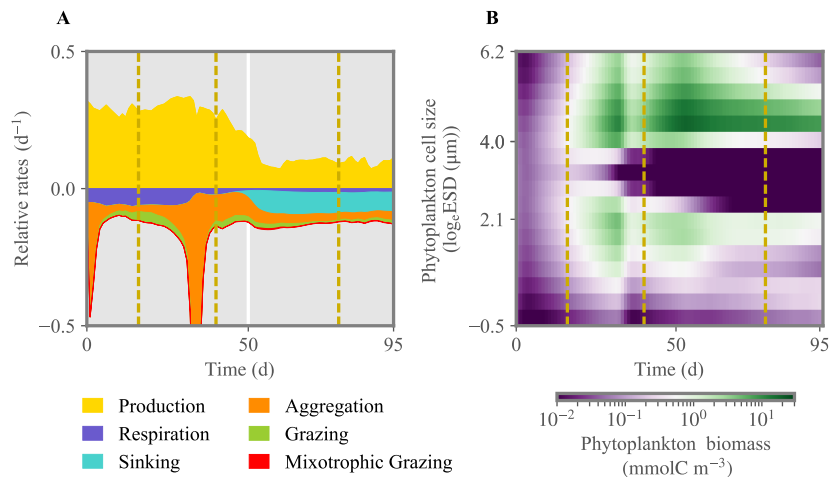 A
B
0.5
0.0
−0.5
Relative rates (d⁻¹)
0
50
95
Time (d)
6.2
4.0
2.1
−0.5
Phytoplankton cell size
(logₑESD (μm))
0
50
95
Time (d)
Production
Respiration
Sinking
Aggregation
Grazing
Mixotrophic Grazing
10⁻² 10⁻¹ 10⁰ 10¹
Phytoplankton biomass
(mmolC m⁻³)